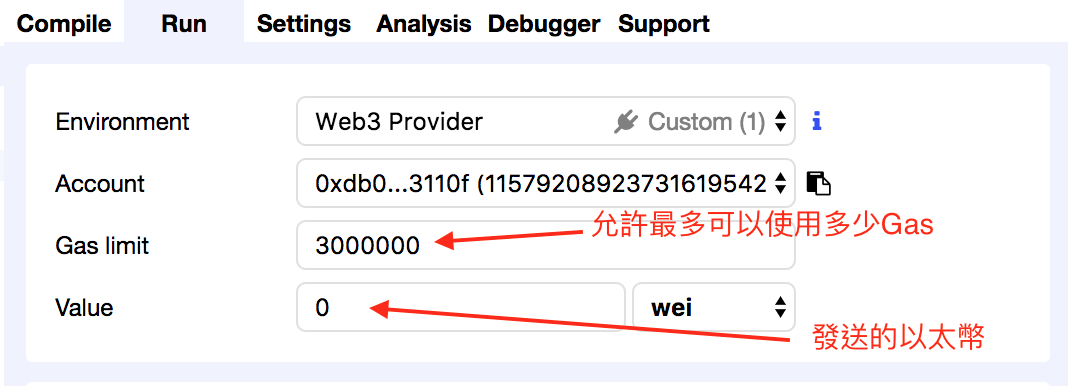 Compile Run Settings Analysis Debugger Support
Environment Web3 Provider Custom (1) i
Account 0xdb0...3110f (11579208923731619542
允許最多可以使用多少Gas
Gas limit 3000000
Value 0 wei
發送的以太幣